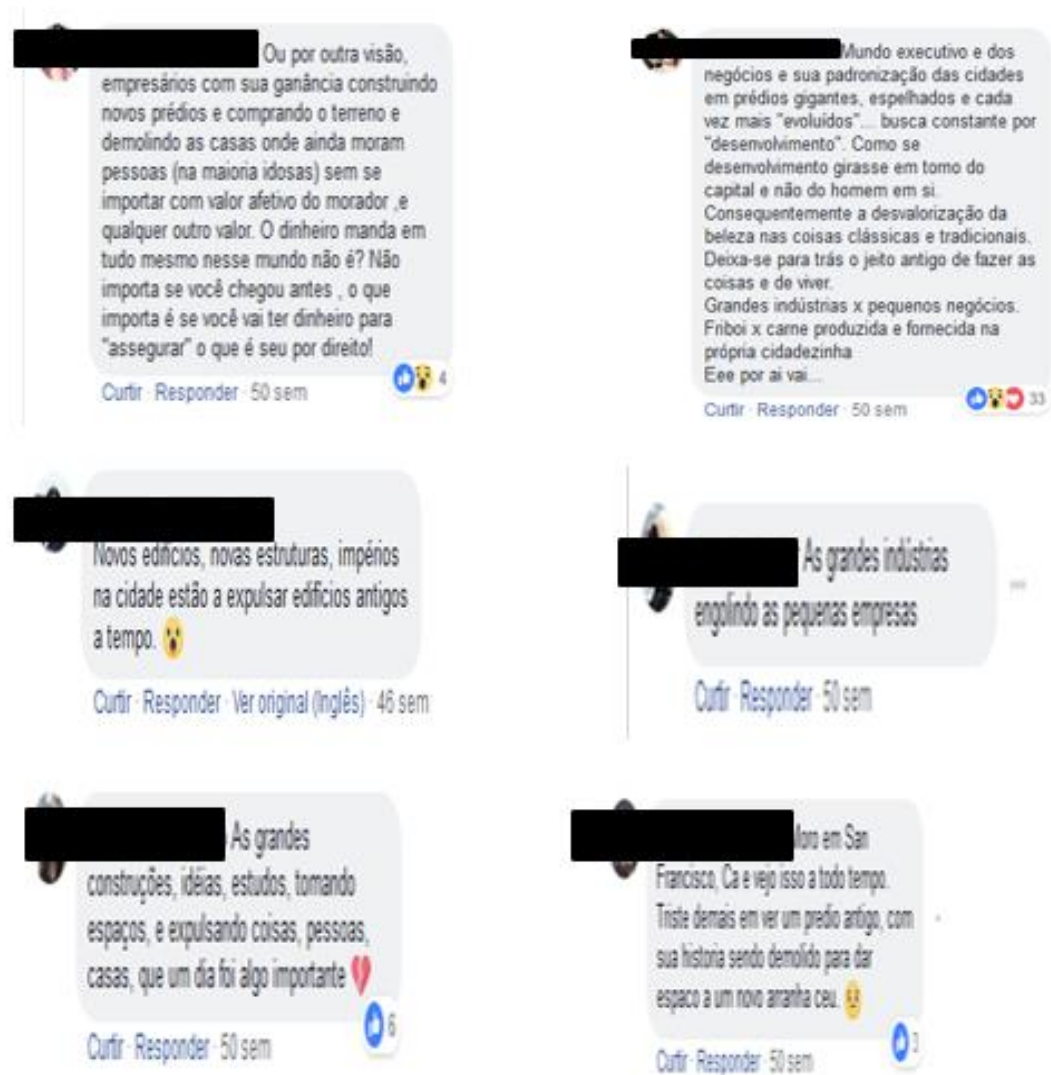 Ou por outra visão,
empresários com sua ganância construindo
novos prédios e comprando o terreno e
demolindo as casas onde ainda moram
pessoas (na maioria idosas) sem se
importar com valor afetivo do morador ,e
qualquer outro valor. O dinheiro manda em
tudo mesmo nesse mundo não é? Não
importa se você chegou antes , o que
importa é se você vai ter dinheiro para
"assegurar" o que é seu por direito!
4
Curtir · Responder · 50 sem
Mundo executivo e dos
negócios e sua padronização das cidades
em prédios gigantes, espelhados e cada
vez mais "evoluídos"... busca constante por
"desenvolvimento". Como se
desenvolvimento girasse em torno do
capital e não do homem em si.
Consequentemente a desvalorização da
beleza nas coisas clássicas e tradicionais.
Deixa-se para trás o jeito antigo de fazer as
coisas e de viver.
Grandes indústrias x pequenos negócios.
Friboi x carne produzida e fornecida na
própria cidadezinha
Eee por ai vai...
33
Curtir · Responder · 50 sem
Novos edifícios, novas estruturas, impérios
na cidade estão a expulsar edifícios antigos
a tempo. 😮
Curtir · Responder · Ver original (Inglês) · 46 sem
As grandes indústrias
engolindo as pequenas empresas
Curtir · Responder · 50 sem
As grandes
construções, idéias, estudos, tomando
espaços, e expulsando coisas, pessoas,
casas, que um dia foi algo importante 💔
6
Curtir · Responder · 50 sem
Moro em San
Francisco, Ca e vejo isso a todo tempo.
Triste demais em ver um predio antigo, com
sua historia sendo demolido para dar
espaco a um novo arranha ceu. 😢
3
Curtir · Responder · 50 sem